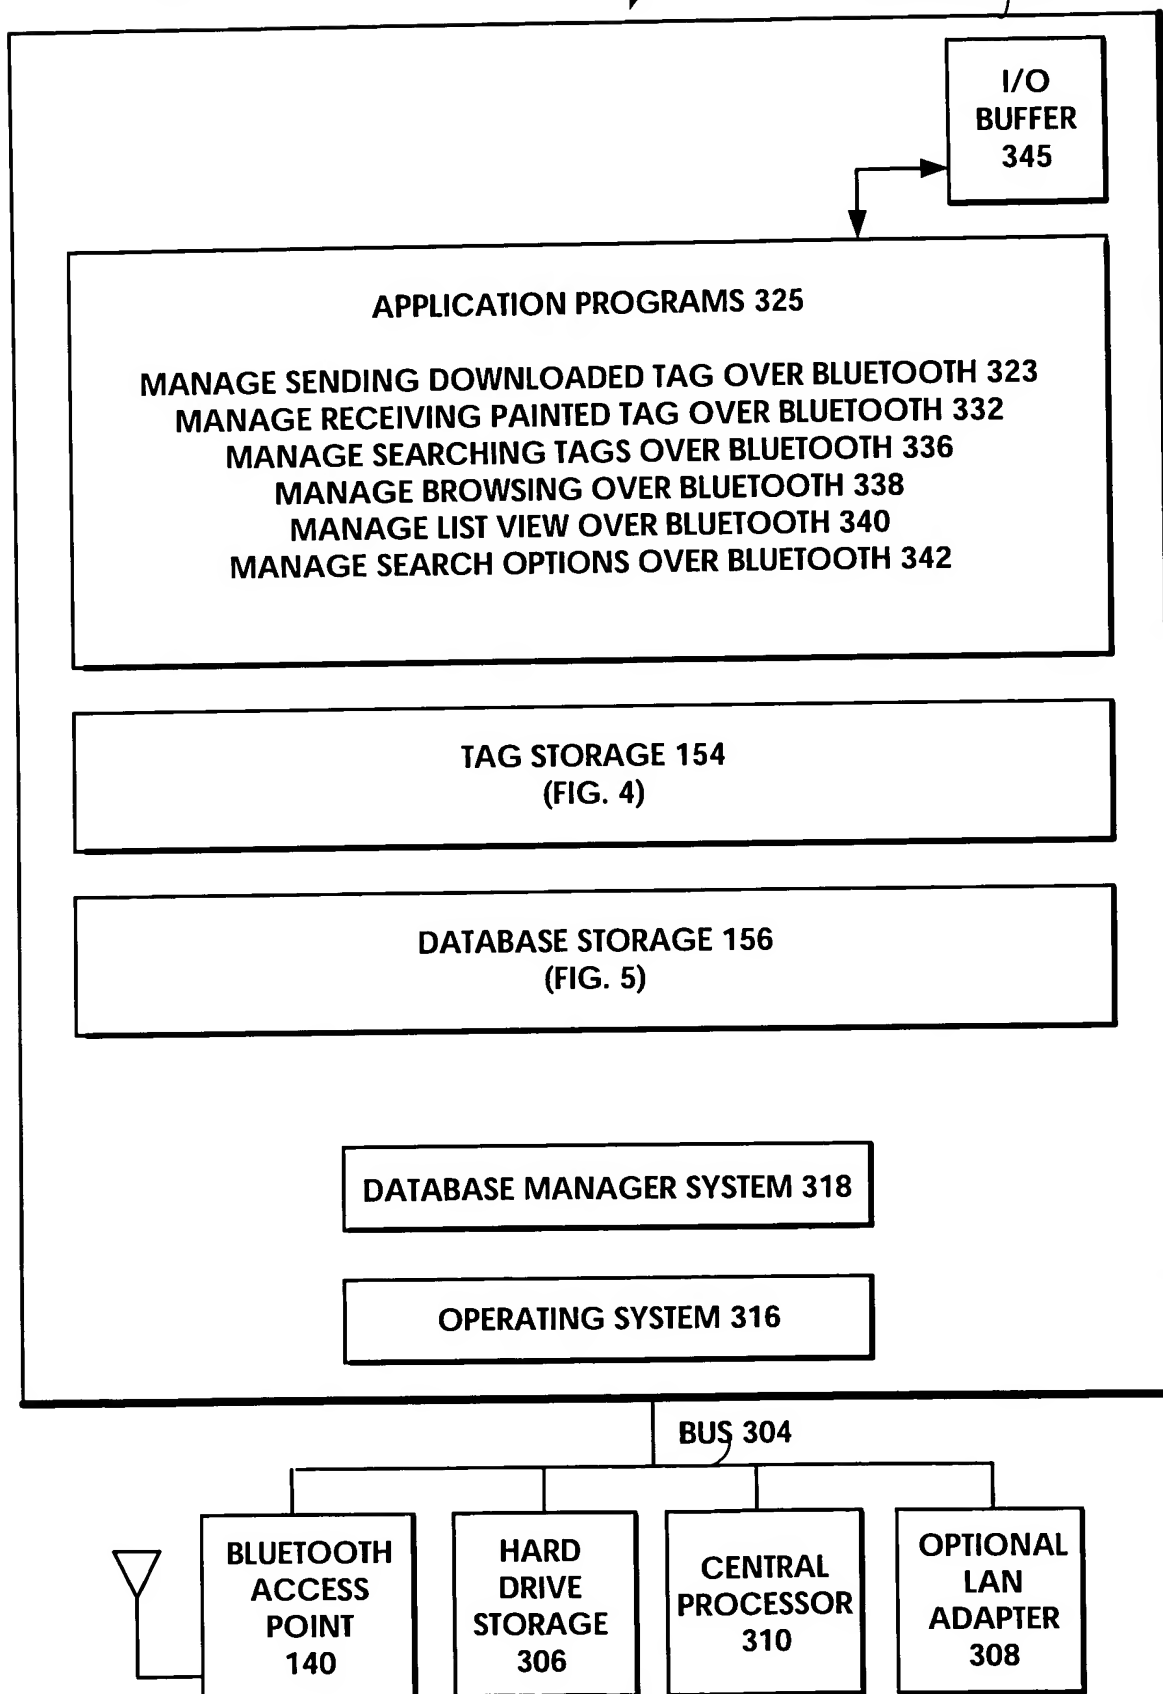 I/O
BUFFER
345
APPLICATION PROGRAMS 325
MANAGE SENDING DOWNLOADED TAG OVER BLUETOOTH 323
MANAGE RECEIVING PAINTED TAG OVER BLUETOOTH 332
MANAGE SEARCHING TAGS OVER BLUETOOTH 336
MANAGE BROWSING OVER BLUETOOTH 338
MANAGE LIST VIEW OVER BLUETOOTH 340
MANAGE SEARCH OPTIONS OVER BLUETOOTH 342
TAG STORAGE 154
(FIG. 4)
DATABASE STORAGE 156
(FIG. 5)
DATABASE MANAGER SYSTEM 318
OPERATING SYSTEM 316
BUS 304
BLUETOOTH
ACCESS
POINT
140
HARD
DRIVE
STORAGE
306
CENTRAL
PROCESSOR
310
OPTIONAL
LAN
ADAPTER
308